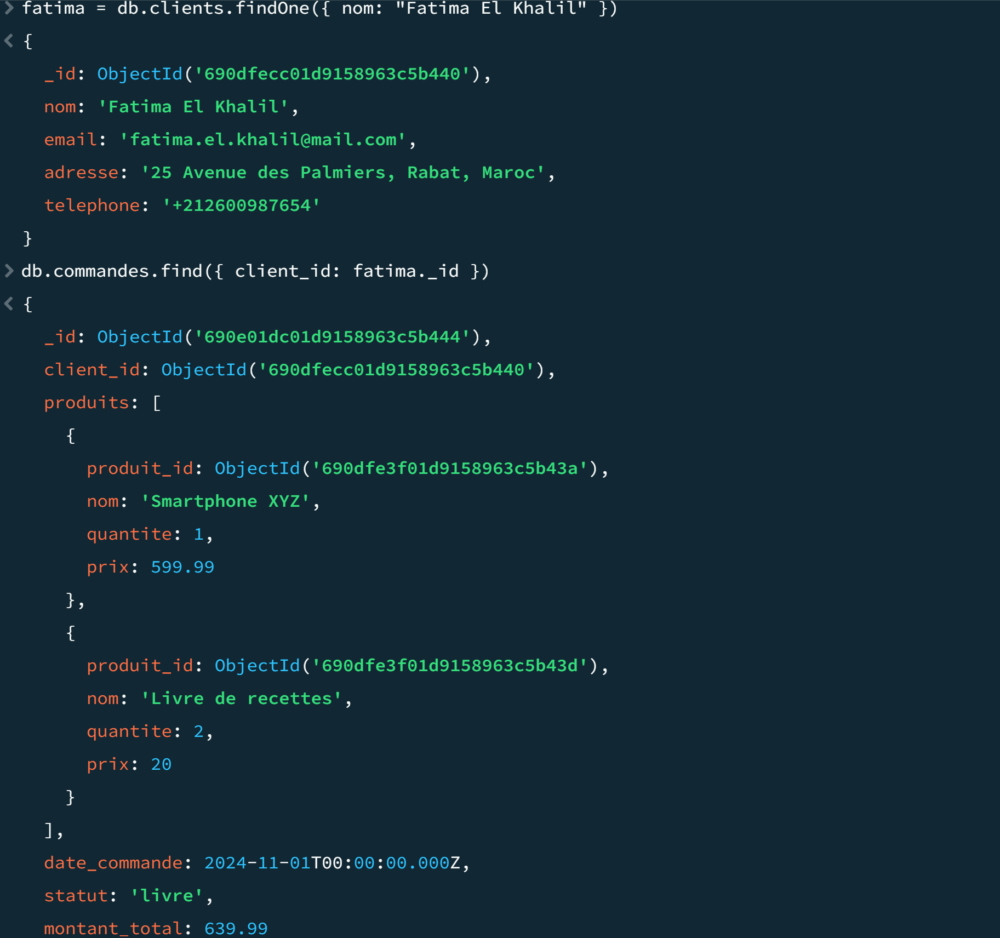 > fatima = db.clients.findOne({ nom: "Fatima El Khalil" })
< {
_id: ObjectId('690dfecc01d9158963c5b440'),
nom: 'Fatima El Khalil',
email: 'fatima.el.khalil@mail.com',
adresse: '25 Avenue des Palmiers, Rabat, Maroc',
telephone: '+212600987654'
}
> db.commandes.find({ client_id: fatima._id })
< {
_id: ObjectId('690e01dc01d9158963c5b444'),
client_id: ObjectId('690dfecc01d9158963c5b440'),
produits: [
{
produit_id: ObjectId('690dfe3f01d9158963c5b43a'),
nom: 'Smartphone XYZ',
quantite: 1,
prix: 599.99
},
{
produit_id: ObjectId('690dfe3f01d9158963c5b43d'),
nom: 'Livre de recettes',
quantite: 2,
prix: 20
}
],
date_commande: 2024-11-01T00:00:00.000Z,
statut: 'livre',
montant_total: 639.99